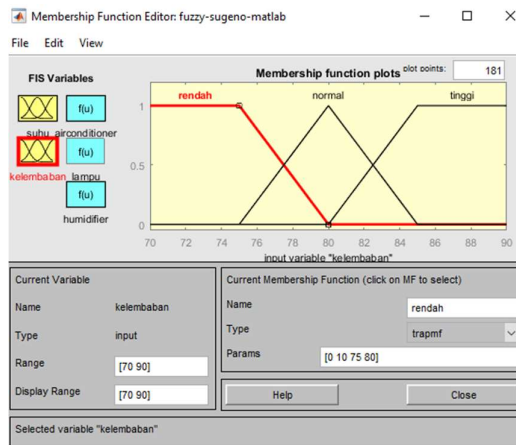 Membership Function Editor: fuzzy-sugeno-matlab
File Edit View
FIS Variables
f(u)
suhu airconditioner
f(u)
kelembaban lampu
f(u)
humidifier
Membership function plots
plot points:
181
rendah normal tinggi
1
0.5
0
70 72 74 76 78 80 82 84 86 88 90
input variable "kelembaban"
Current Variable
Name kelembaban
Type input
Range [70 90]
Display Range [70 90]
Current Membership Function (click on MF to select)
Name rendah
Type trapmf
Params [0 10 75 80]
Help Close
Selected variable "kelembaban"